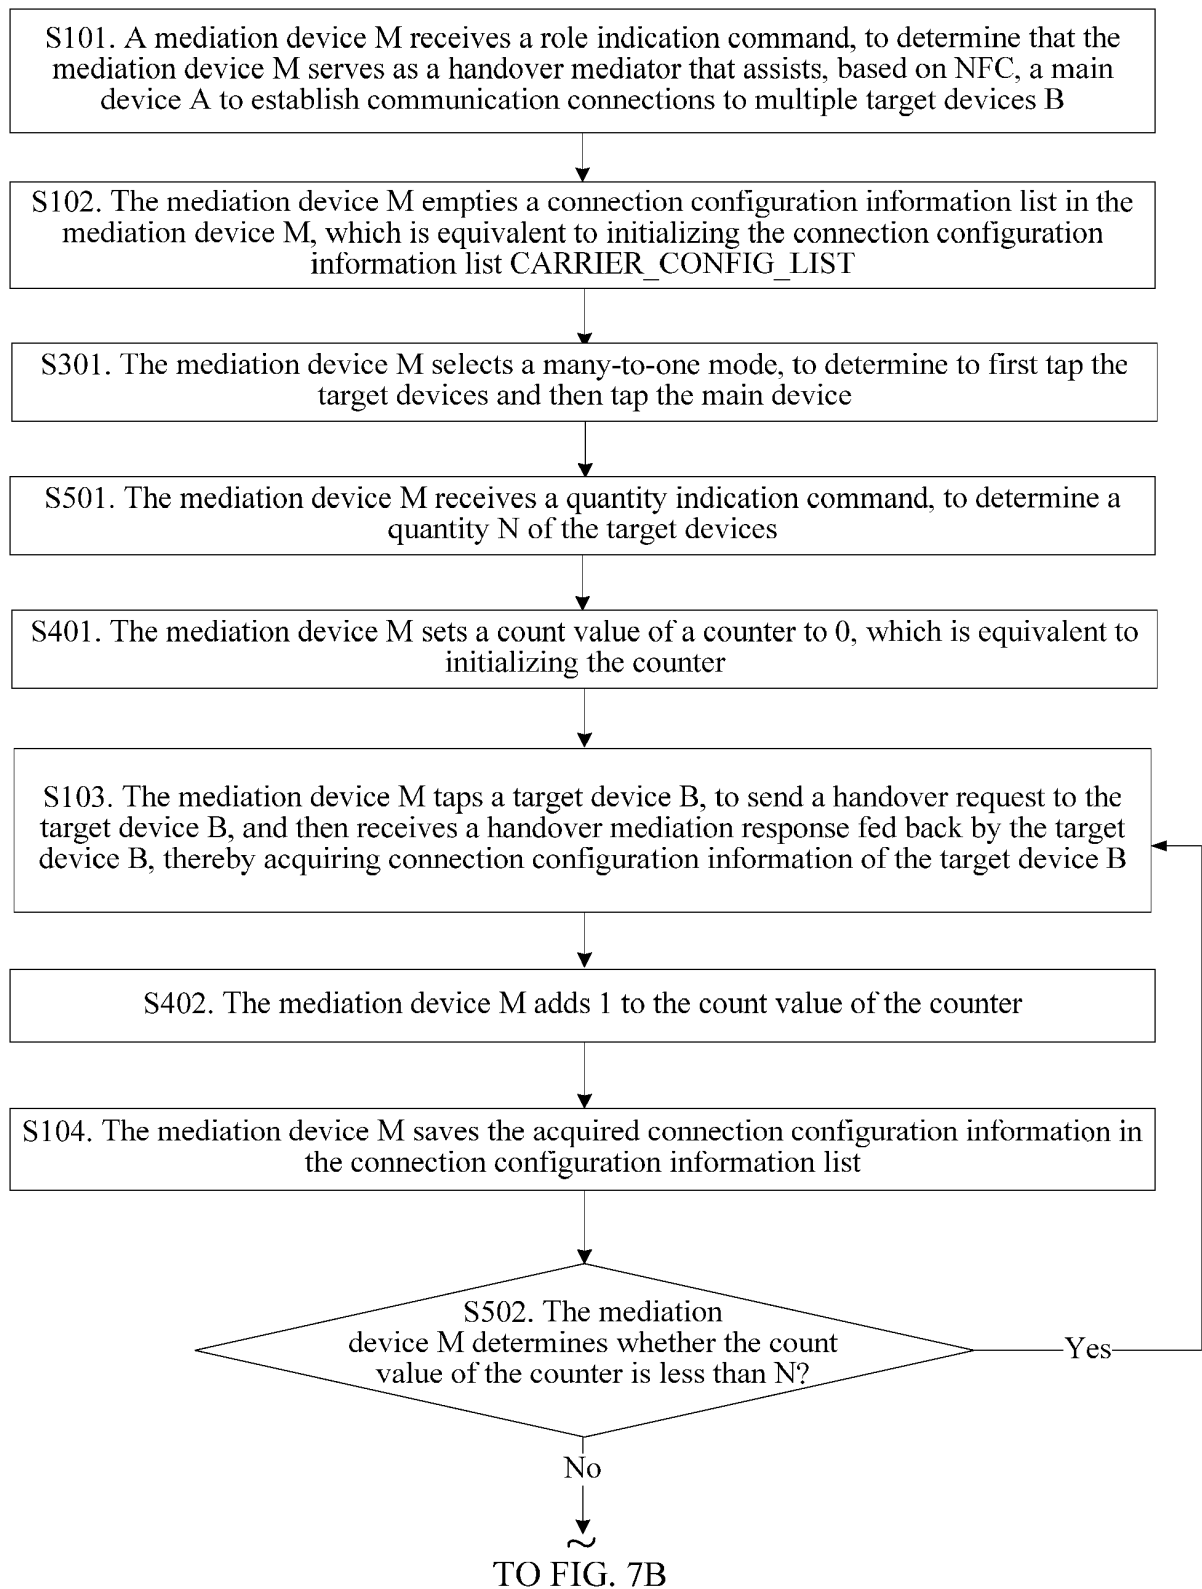 S101. A mediation device M receives a role indication command, to determine that the
mediation device M serves as a handover mediator that assists, based on NFC, a main
device A to establish communication connections to multiple target devices B
S102. The mediation device M empties a connection configuration information list in the
mediation device M, which is equivalent to initializing the connection configuration
information list CARRIER_CONFIG_LIST
S301. The mediation device M selects a many-to-one mode, to determine to first tap the
target devices and then tap the main device
S501. The mediation device M receives a quantity indication command, to determine a
quantity N of the target devices
S401. The mediation device M sets a count value of a counter to 0, which is equivalent to
initializing the counter
S103. The mediation device M taps a target device B, to send a handover request to the
target device B, and then receives a handover mediation response fed back by the target
device B, thereby acquiring connection configuration information of the target device B
S402. The mediation device M adds 1 to the count value of the counter
S104. The mediation device M saves the acquired connection configuration information in
the connection configuration information list
S502. The mediation
device M determines whether the count
value of the counter is less than N?
Yes
No
TO FIG. 7B